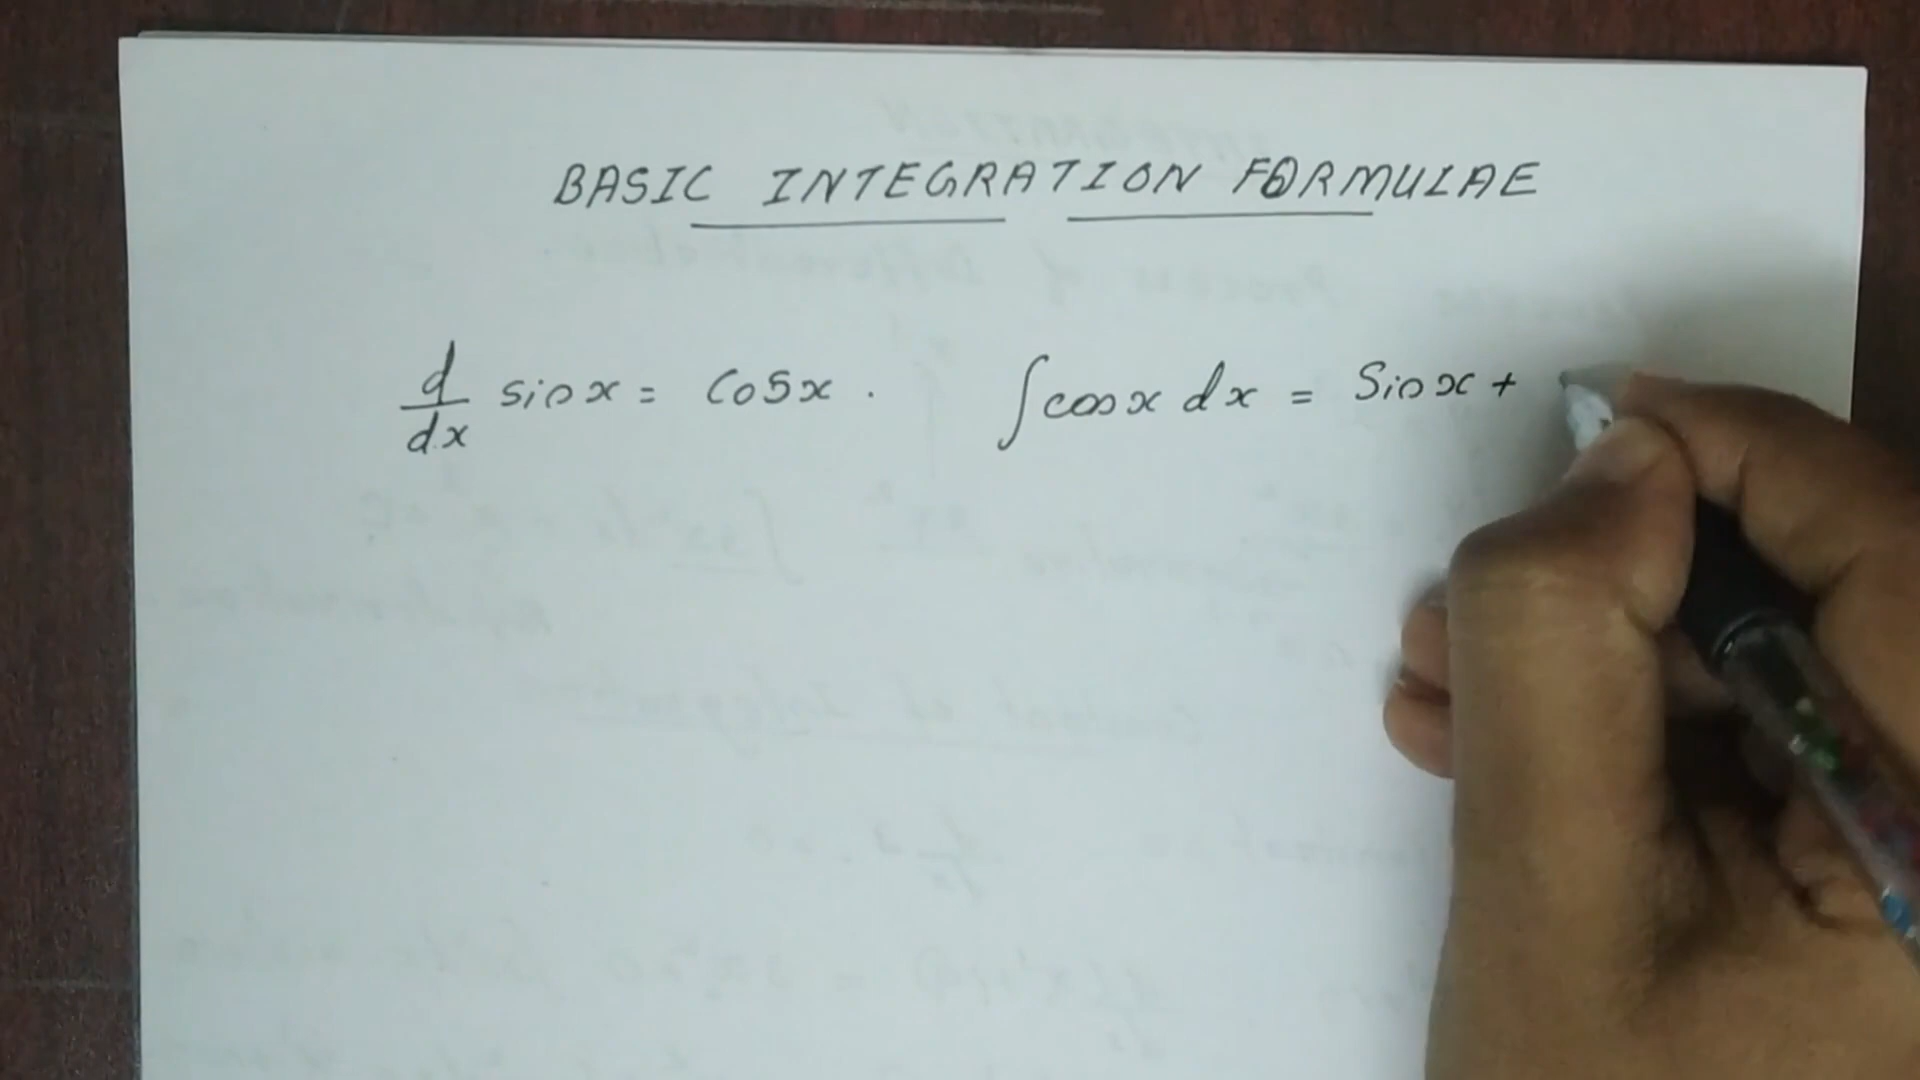 BASIC INTEGRATION FORMULAE
d/dx sin x = cos x . ∫ cos x dx = sin x +